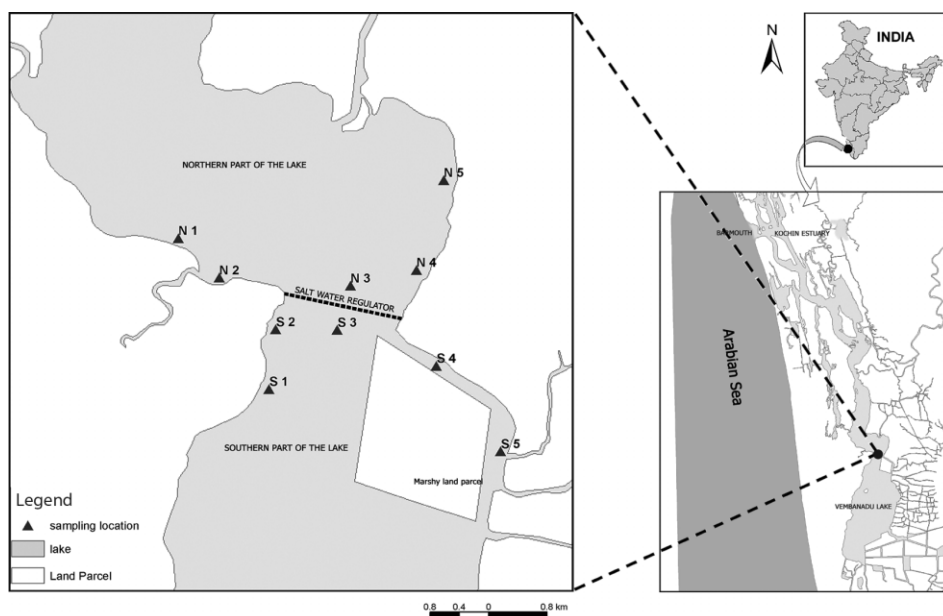 NORTHERN PART OF THE LAKE
N 5
N 1
N 2
N 3
N 4
SALT WATER REGULATOR
S 2
S 3
S 4
S 1
SOUTHERN PART OF THE LAKE
S 5
Marshy land parcel
Legend
sampling location
lake
Land Parcel
0.8 0.4 0 0.8 km
N
INDIA
BARMOUTH
KOCHIN ESTUARY
Arabian Sea
VEMBANADU LAKE